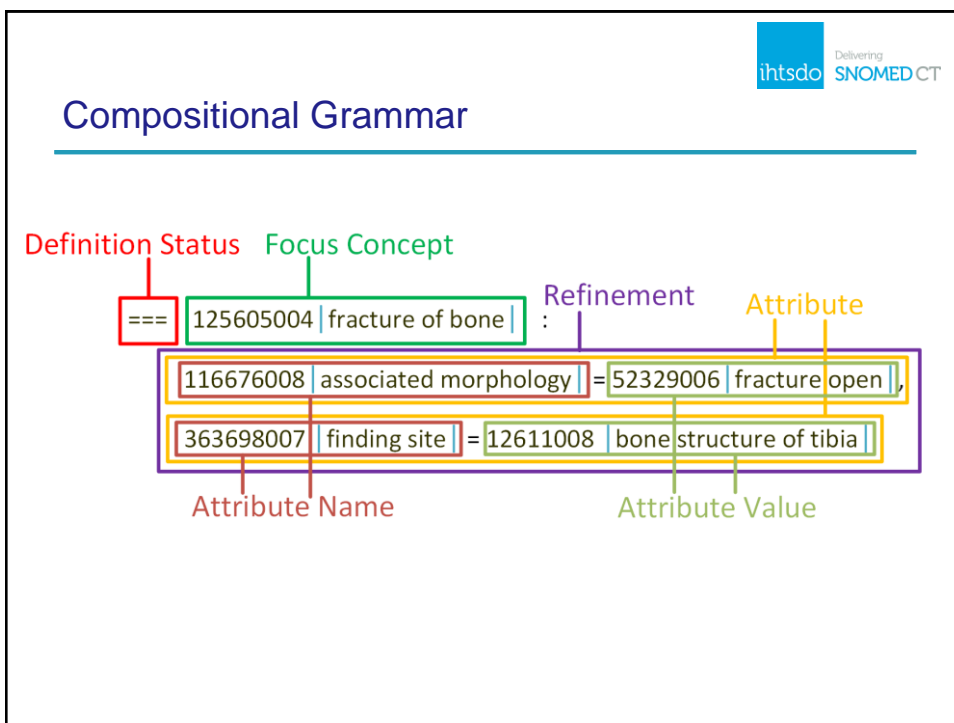 ihtsdo
Delivering
SNOMED CT
Compositional Grammar
Definition Status Focus Concept
Refinement Attribute
=== 125605004 |fracture of bone| :
116676008 |associated morphology| = 52329006 |fracture open|,
363698007 |finding site| = 12611008 |bone structure of tibia|
Attribute Name Attribute Value